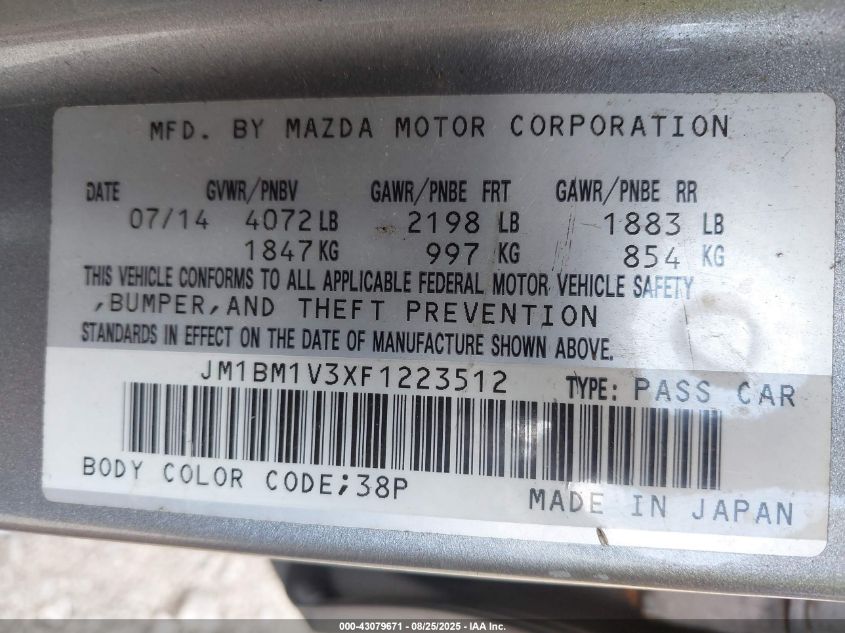 MFD. BY MAZDA MOTOR CORPORATION
DATE GVWR/PNBV GAWR/PNBE FRT GAWR/PNBE RR
07/14 4072 LB 2198 LB 1883 LB
1847 KG 997 KG 854 KG
THIS VEHICLE CONFORMS TO ALL APPLICABLE FEDERAL MOTOR VEHICLE SAFETY
,BUMPER,AND THEFT PREVENTION
STANDARDS IN EFFECT ON THE DATE OF MANUFACTURE SHOWN ABOVE.
JM1BM1V3XF1223512 TYPE: PASS CAR
BODY COLOR CODE;38P
MADE IN JAPAN
000-43079671 - 08/25/2025 - IAA Inc.